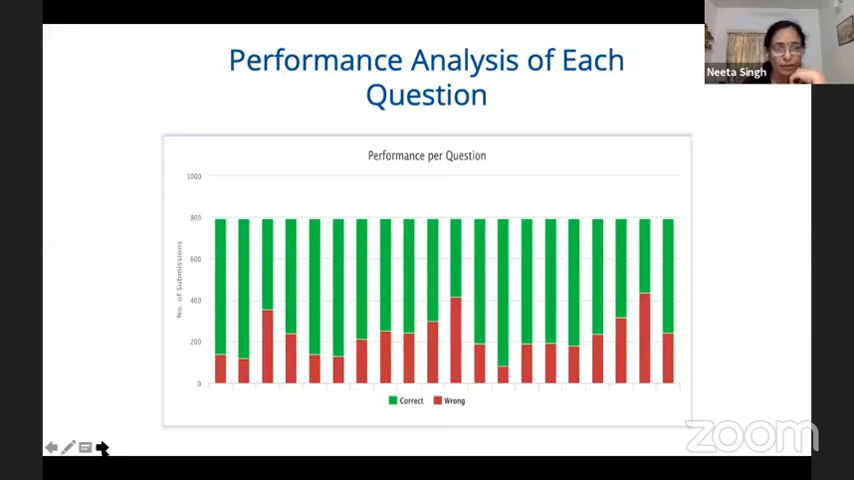 Performance Analysis of Each
Question
Neeta Singh
Performance per Question
1000
800
600
400
200
0
No. of Submissions
Correct
Wrong
zoom